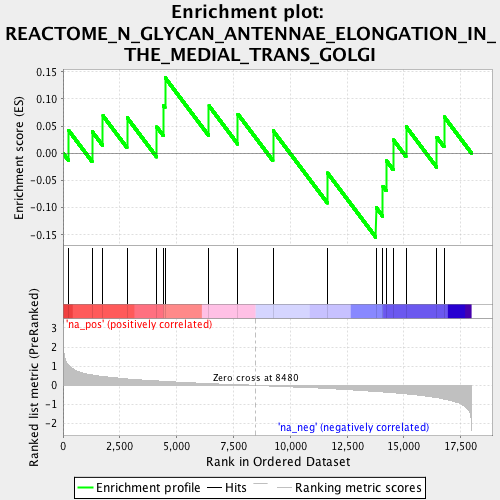 Enrichment plot:
REACTOME_N_GLYCAN_ANTENNAE_ELONGATION_IN_
THE_MEDIAL_TRANS_GOLGI
Enrichment score (ES)
0.15
0.10
0.05
0.00
-0.05
-0.10
-0.15
'na_pos' (positively correlated)
Ranked list metric (PreRanked)
3
2
1
0
-1
-2
Zero cross at 8480
'na_neg' (negatively correlated)
0
2,500
5,000
7,500
10,000
12,500
15,000
17,500
Rank in Ordered Dataset
Enrichment profile
Hits
Ranking metric scores